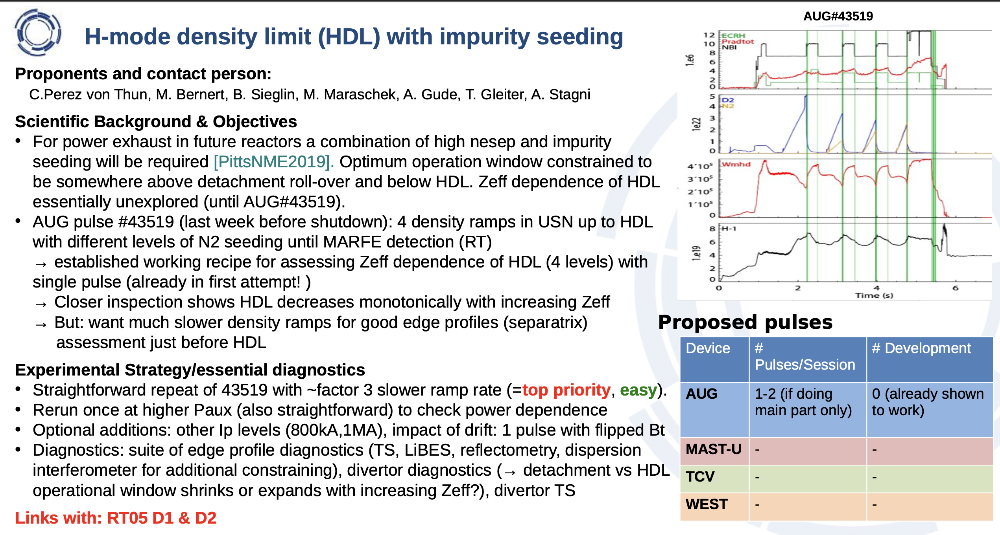 H-mode density limit (HDL) with impurity seeding
Proponents and contact person:
C.Perez von Thun, M. Bernert, B. Sieglin, M. Maraschek, A. Gude, T. Gleiter, A. Stagni
Scientific Background & Objectives
• For power exhaust in future reactors a combination of high nesep and impurity
seeding will be required [PittsNME2019]. Optimum operation window constrained to
be somewhere above detachment roll-over and below HDL. Zeff dependence of HDL
essentially unexplored (until AUG#43519).
• AUG pulse #43519 (last week before shutdown): 4 density ramps in USN up to HDL
with different levels of N2 seeding until MARFE detection (RT)
→ established working recipe for assessing Zeff dependence of HDL (4 levels) with
single pulse (already in first attempt! )
→ Closer inspection shows HDL decreases monotonically with increasing Zeff
→ But: want much slower density ramps for good edge profiles (separatrix)
assessment just before HDL
Experimental Strategy/essential diagnostics
• Straightforward repeat of 43519 with ~factor 3 slower ramp rate (=top priority, easy).
• Rerun once at higher Paux (also straightforward) to check power dependence
• Optional additions: other Ip levels (800kA,1MA), impact of drift: 1 pulse with flipped Bt
• Diagnostics: suite of edge profile diagnostics (TS, LiBES, reflectometry, dispersion
interferometer for additional constraining), divertor diagnostics (→ detachment vs HDL
operational window shrinks or expands with increasing Zeff?), divertor TS
Links with: RT05 D1 & D2
AUG#43519
1.e6
12
10
8
6
4
2
0
ECRH
Pradtot
NBI
1e22
5
4
3
2
1
0
D2
N2
4´10⁵
3´10⁵
2´10⁵
1´10⁵
0
Wmhd
1.e19
8
6
4
2
0
H-1
0 2 4 6
Time (s)
Proposed pulses
Device # Pulses/Session # Development
AUG 1-2 (if doing main part only) 0 (already shown to work)
MAST-U - -
TCV - -
WEST - -